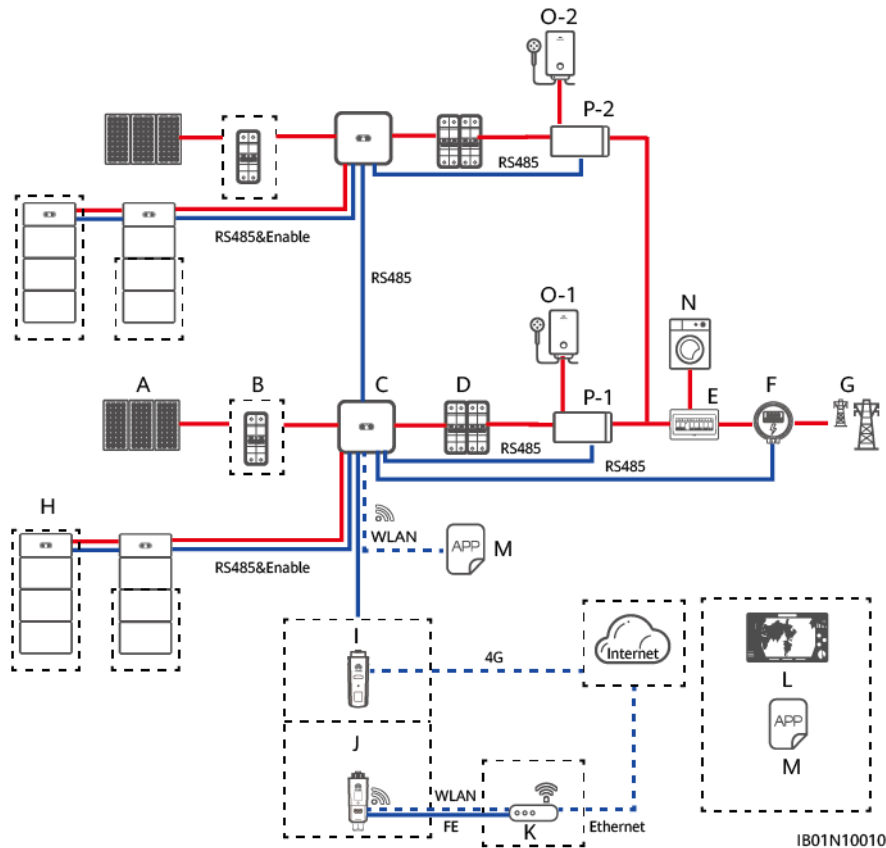 O-2
P-2
RS485
RS485&Enable
RS485
O-1
N
A
B
C
D
P-1
E
F
G
RS485
RS485
H
WLAN
APP
M
RS485&Enable
I
4G
Internet
L
J
APP
M
WLAN
FE
K
Ethernet
IB01N10010